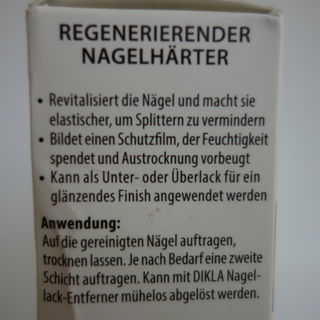 REGENERIERENDER
NAGELHÄRTER
• Revitalisiert die Nägel und macht sie
elastischer, um Splittern zu vermindern
• Bildet einen Schutzfilm, der Feuchtigkeit
spendet und Austrocknung vorbeugt
• Kann als Unter- oder Überlack für ein
glänzendes Finish angewendet werden
Anwendung:
Auf die gereinigten Nägel auftragen,
trocknen lassen. Je nach Bedarf eine zweite
Schicht auftragen. Kann mit DIKLA Nagel-
lack-Entferner mühelos abgelöst werden.